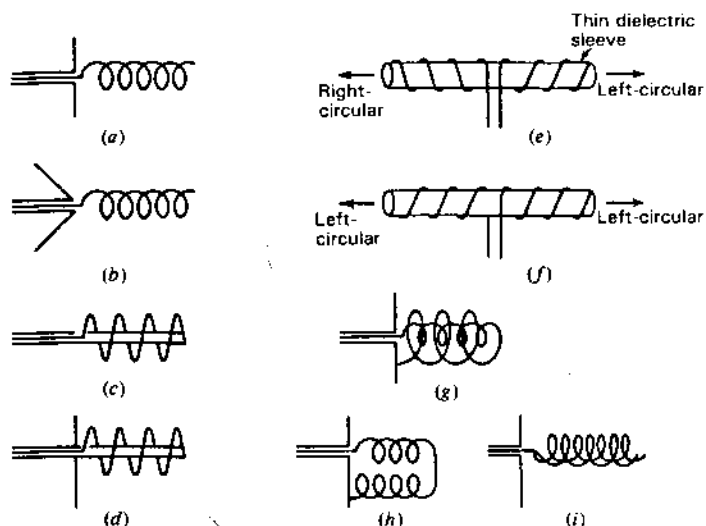 Thin dielectric
sleeve
Right-
circular
Left-circular
(a)
(e)
Left-
circular
Left-circular
(b)
(f)
(c)
(g)
(d)
(h)
(i)